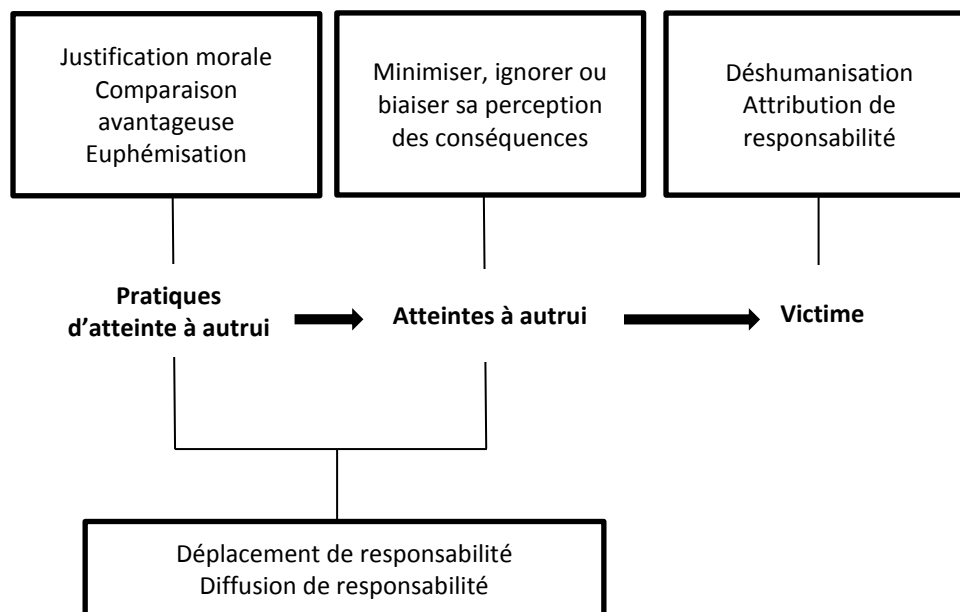 Justification morale
Comparaison
avantageuse
Euphémisation
Minimiser, ignorer ou
biaiser sa perception
des conséquences
Déshumanisation
Attribution de
responsabilité
Pratiques
d’atteinte à autrui
Atteintes à autrui
Victime
Déplacement de responsabilité
Diffusion de responsabilité